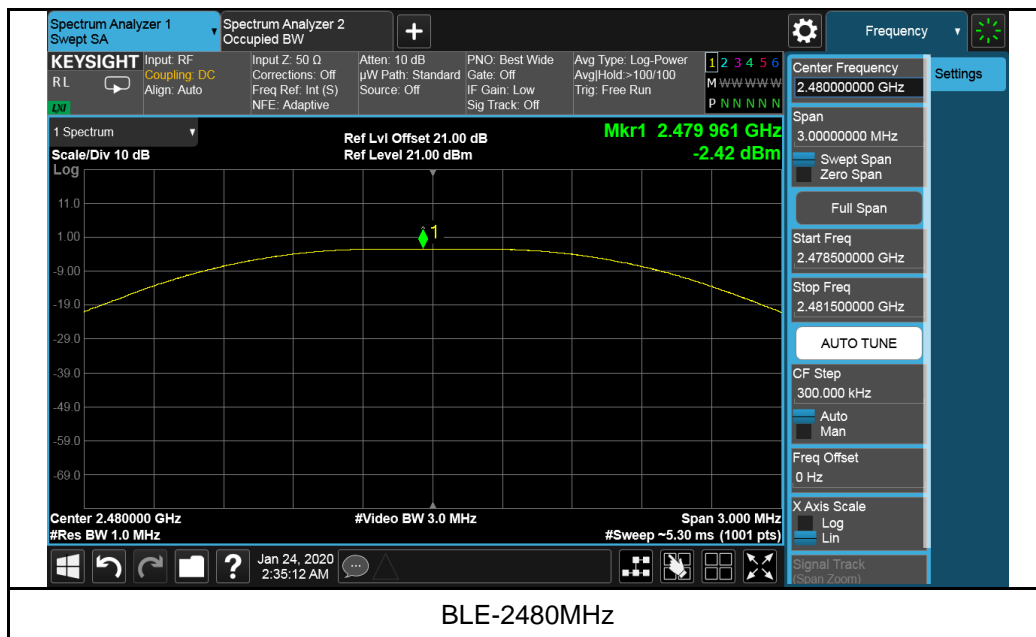 Spectrum Analyzer 1
Swept SA
Spectrum Analyzer 2
Occupied BW
Frequency
KEYSIGHT
RL
LXI
Input: RF
Coupling: DC
Align: Auto
Input Z: 50 Ω
Corrections: Off
Freq Ref: Int (S)
NFE: Adaptive
Atten: 10 dB
µW Path: Standard
Source: Off
PNO: Best Wide
Gate: Off
IF Gain: Low
Sig Track: Off
Avg Type: Log-Power
Avg|Hold:>100/100
Trig: Free Run
1 2 3 4 5 6
M W W W W W
P N N N N N
1 Spectrum
Scale/Div 10 dB
Log
Ref Lvl Offset 21.00 dB
Ref Level 21.00 dBm
Mkr1 2.479 961 GHz
-2.42 dBm
11.0
1.00
-9.00
-19.0
-29.0
-39.0
-49.0
-59.0
-69.0
1
Center 2.480000 GHz
#Res BW 1.0 MHz
#Video BW 3.0 MHz
Span 3.000 MHz
#Sweep ~5.30 ms (1001 pts)
Jan 24, 2020
2:35:12 AM
Center Frequency
2.480000000 GHz
Settings
Span
3.00000000 MHz
Swept Span
Zero Span
Full Span
Start Freq
2.478500000 GHz
Stop Freq
2.481500000 GHz
AUTO TUNE
CF Step
300.000 kHz
Auto
Man
Freq Offset
0 Hz
X Axis Scale
Log
Lin
Signal Track
(Span Zoom)
BLE-2480MHz